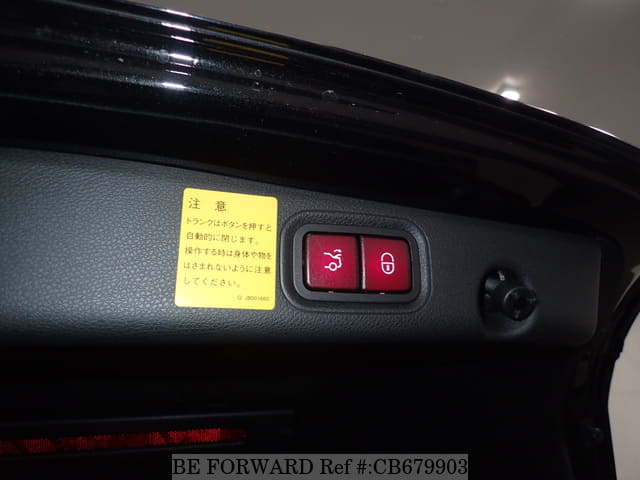 注 意
トランクはボタンを押すと
自動的に閉じます。
操作する時は身体や物を
はさまれないように注意
してください。
BE FORWARD Ref #:CB679903